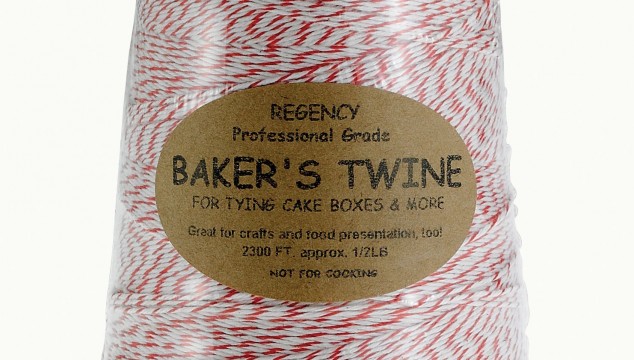 REGENCY
Professional Grade
BAKER'S TWINE
FOR TYING CAKE BOXES & MORE
Great for crafts and food presentation, too!
2300 FT. approx. 1/2LB
NOT FOR COOKING